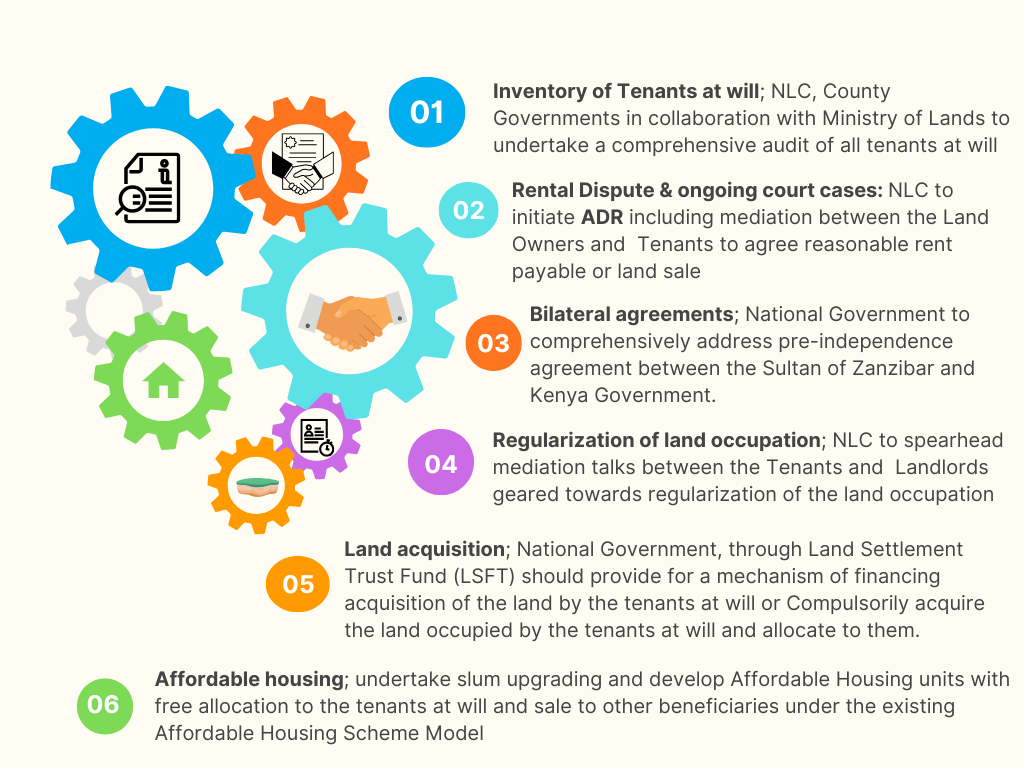 01
Inventory of Tenants at will; NLC, County
Governments in collaboration with Ministry of Lands to
undertake a comprehensive audit of all tenants at will
02
Rental Dispute & ongoing court cases: NLC to
initiate ADR including mediation between the Land
Owners and  Tenants to agree reasonable rent
payable or land sale
03
Bilateral agreements; National Government to
comprehensively address pre-independence
agreement between the Sultan of Zanzibar and
Kenya Government.
04
Regularization of land occupation; NLC to spearhead
mediation talks between the Tenants and  Landlords
geared towards regularization of the land occupation
05
Land acquisition; National Government, through Land Settlement
Trust Fund (LSFT) should provide for a mechanism of financing
acquisition of the land by the tenants at will or Compulsorily acquire
the land occupied by the tenants at will and allocate to them.
06
Affordable housing; undertake slum upgrading and develop Affordable Housing units with
free allocation to the tenants at will and sale to other beneficiaries under the existing
Affordable Housing Scheme Model